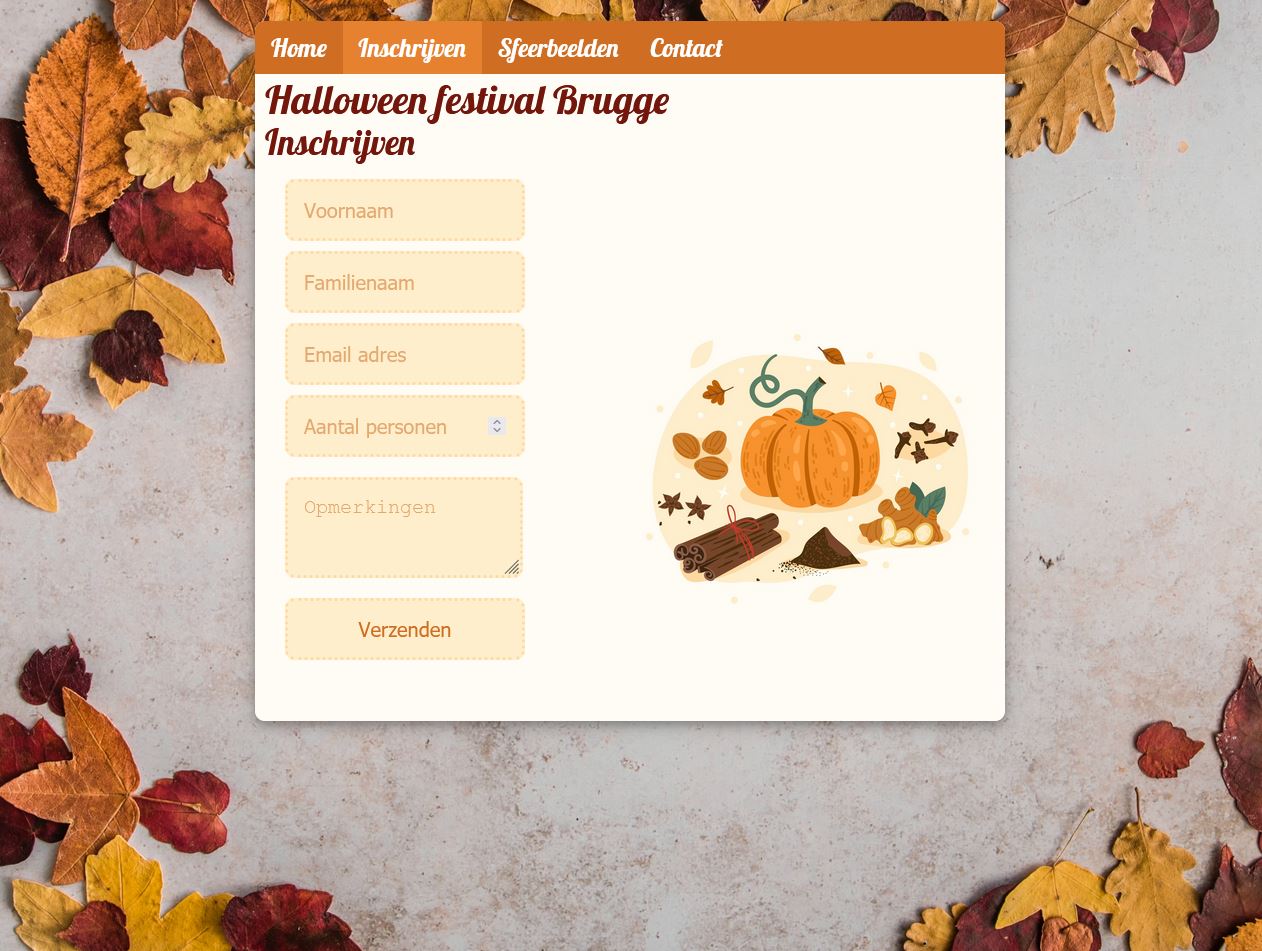 Home Inschrijven Sfeerbeelden Contact
Halloween festival Brugge
Inschrijven
Voornaam
Familienaam
Email adres
Aantal personen
Opmerkingen
Verzenden